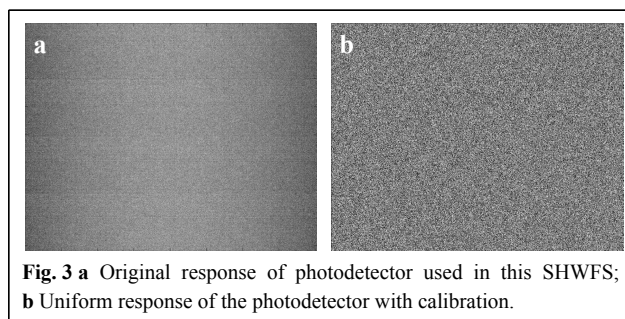 a
b
Fig. 3 a Original response of photodetector used in this SHWFS;
b Uniform response of the photodetector with calibration.